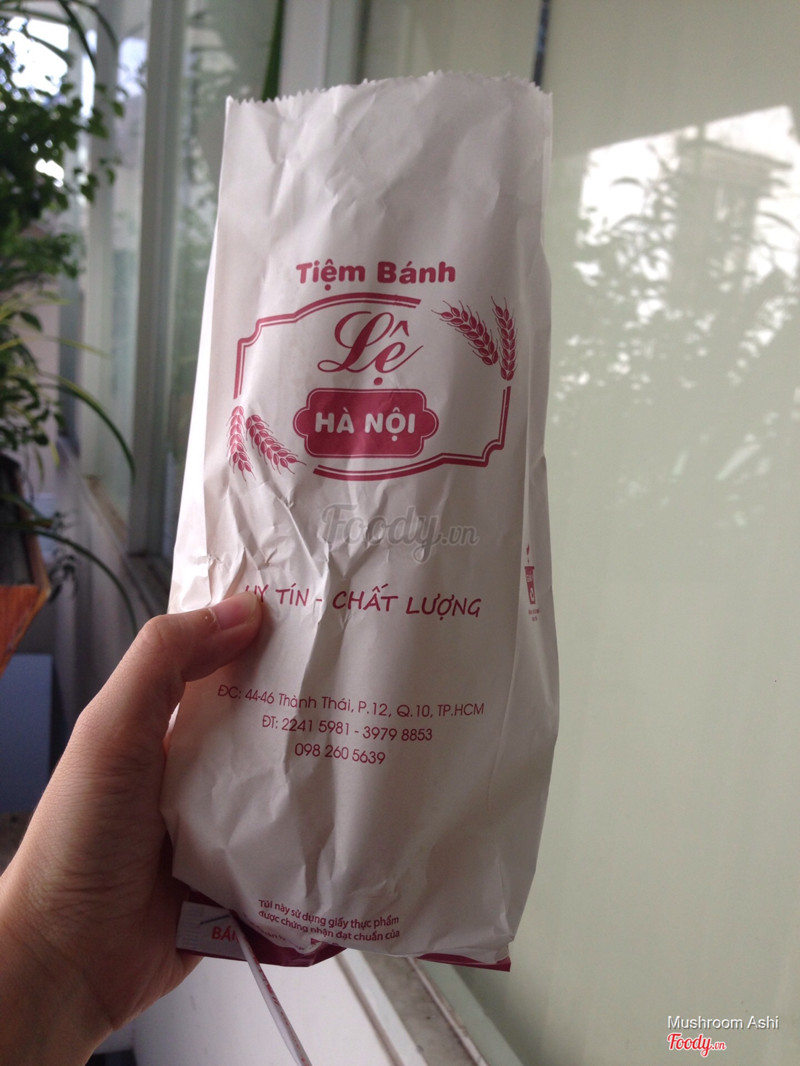 Tiệm Bánh
Lệ
HÀ NỘI
Foody.vn
UY TÍN - CHẤT LƯỢNG
ĐC: 44-46 Thành Thái, P.12, Q.10, TP.HCM
ĐT: 2241 5981 - 3979 8853
098 260 5639
Túi này sử dụng giấy thực phẩm
được chứng nhận đạt chuẩn của
BÁN
Mushroom Ashi
Foody.vn